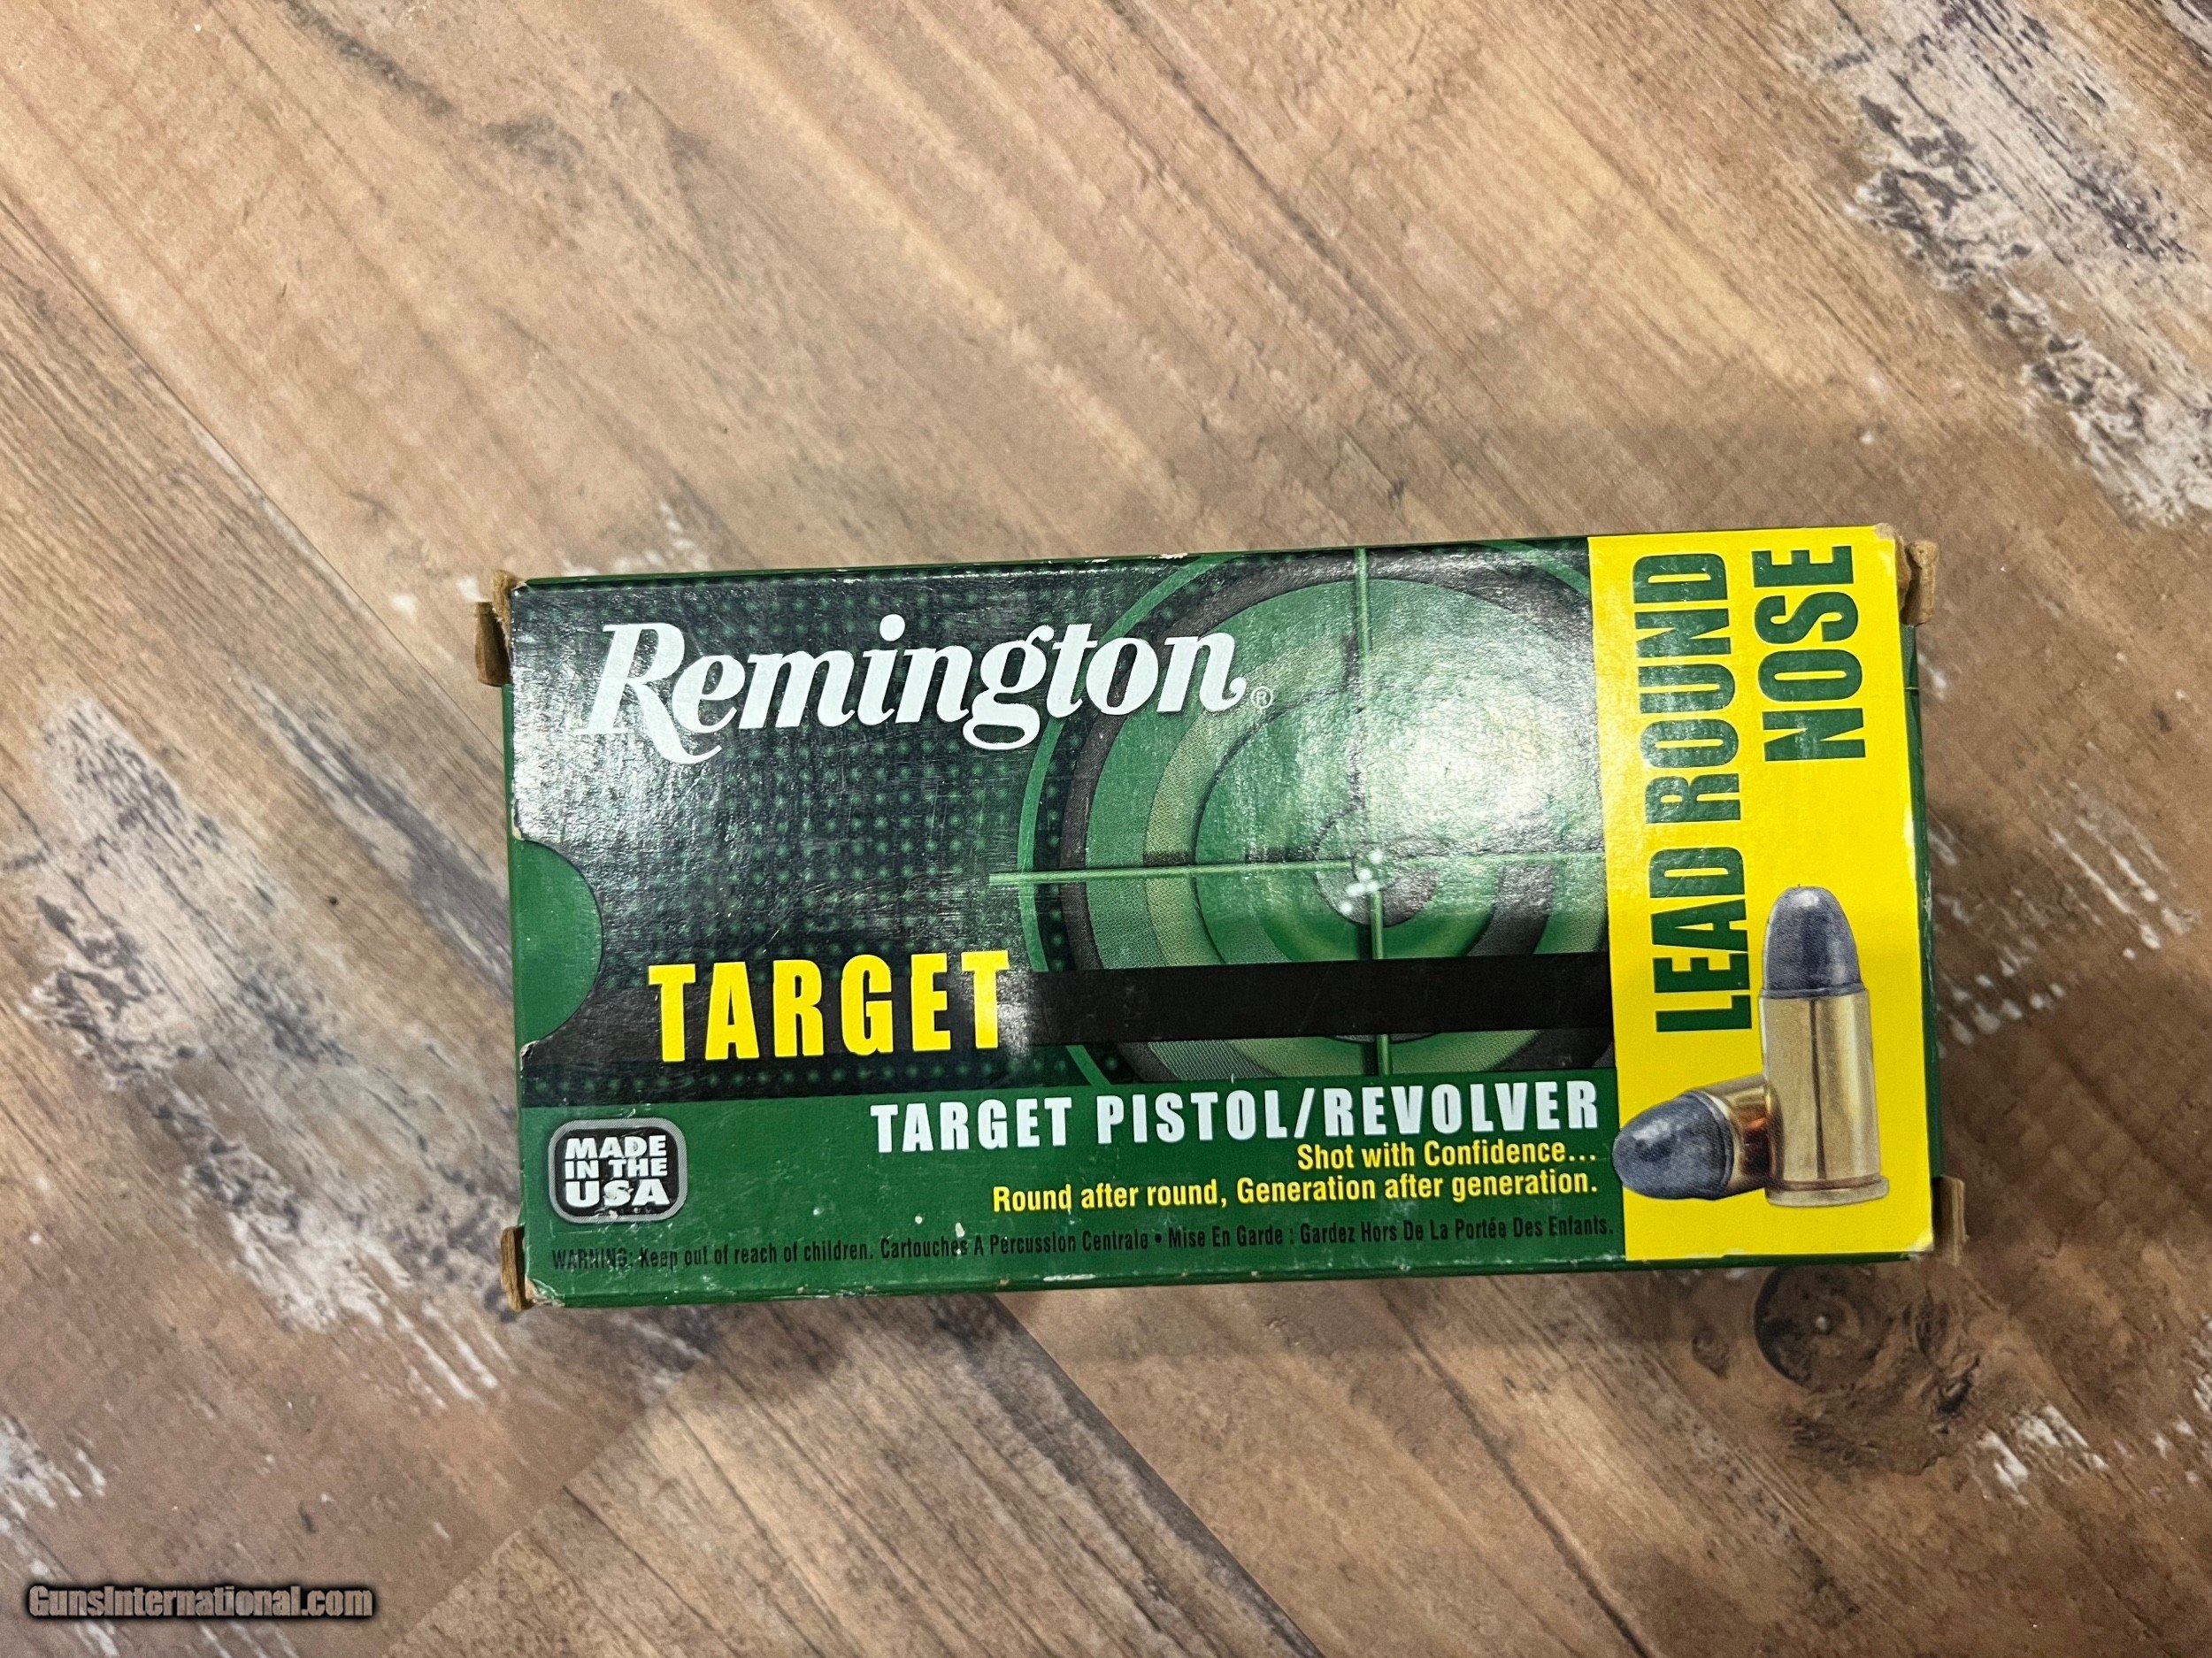 Remington®
LEAD ROUND
NOSE
TARGET
TARGET PISTOL/REVOLVER
Shot with Confidence...
Round after round, Generation after generation.
MADE
IN THE
USA
WARNING: Keep out of reach of children. Cartouches A Percussion Centrale • Mise En Garde : Gardez Hors De La Portée Des Enfants.
GunsInternational.com